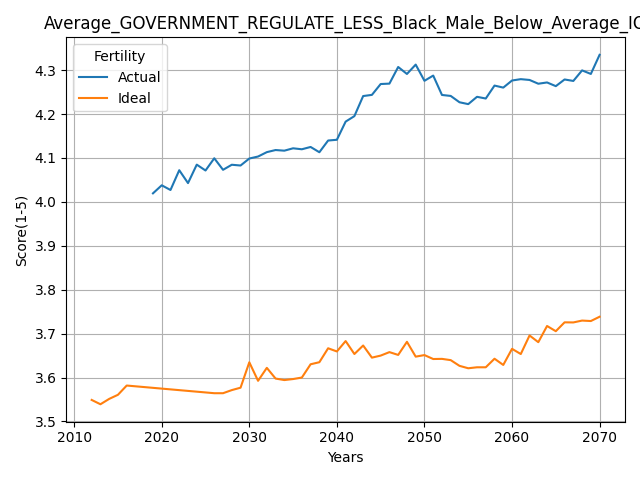 Average_GOVERNMENT_REGULATE_LESS_Black_Male_Below_Average_IC
Fertility
Actual
Ideal
Score(1-5)
4.3
4.2
4.1
4.0
3.9
3.8
3.7
3.6
3.5
2010 2020 2030 2040 2050 2060 2070
Years